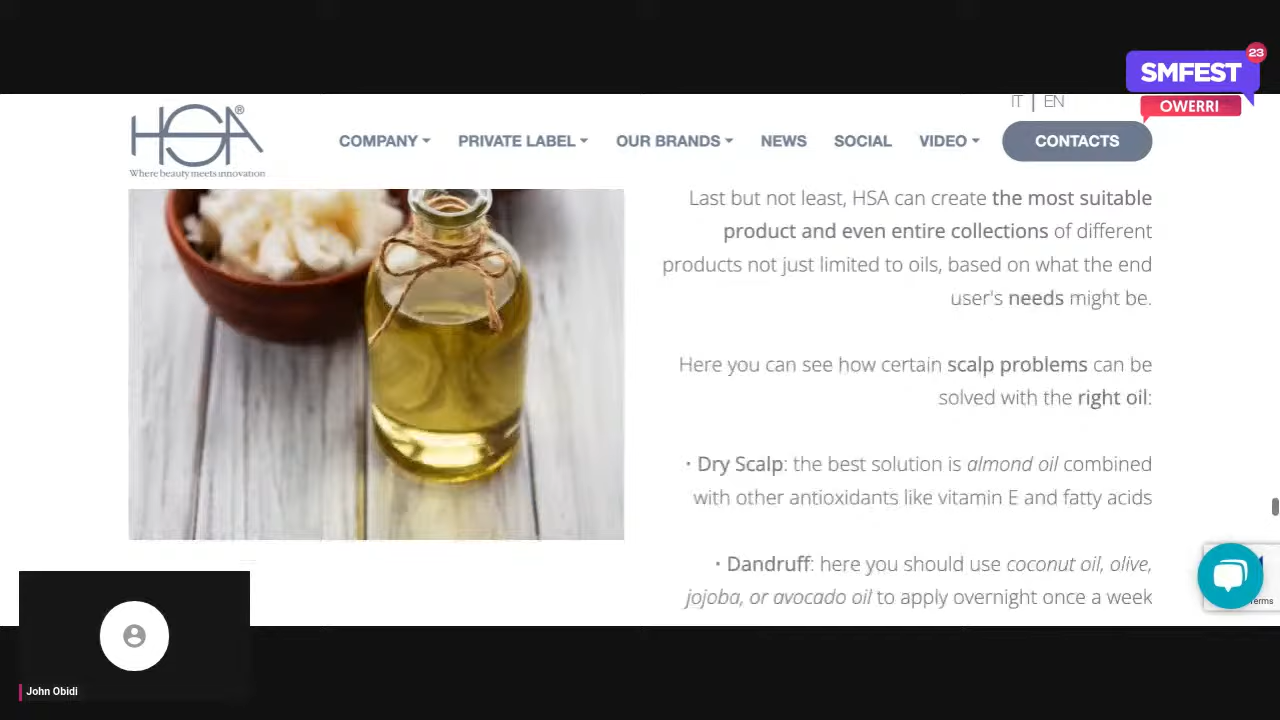 SMFEST
23
OWERRI
IT | EN
HSA®
Where beauty meets innovation
COMPANY
PRIVATE LABEL
OUR BRANDS
NEWS
SOCIAL
VIDEO
CONTACTS
Last but not least, HSA can create the most suitable
product and even entire collections of different
products not just limited to oils, based on what the end
user's needs might be.
Here you can see how certain scalp problems can be
solved with the right oil:
· Dry Scalp: the best solution is almond oil combined
with other antioxidants like vitamin E and fatty acids
· Dandruff: here you should use coconut oil, olive,
jojoba, or avocado oil to apply overnight once a week
Terms
John Obidi